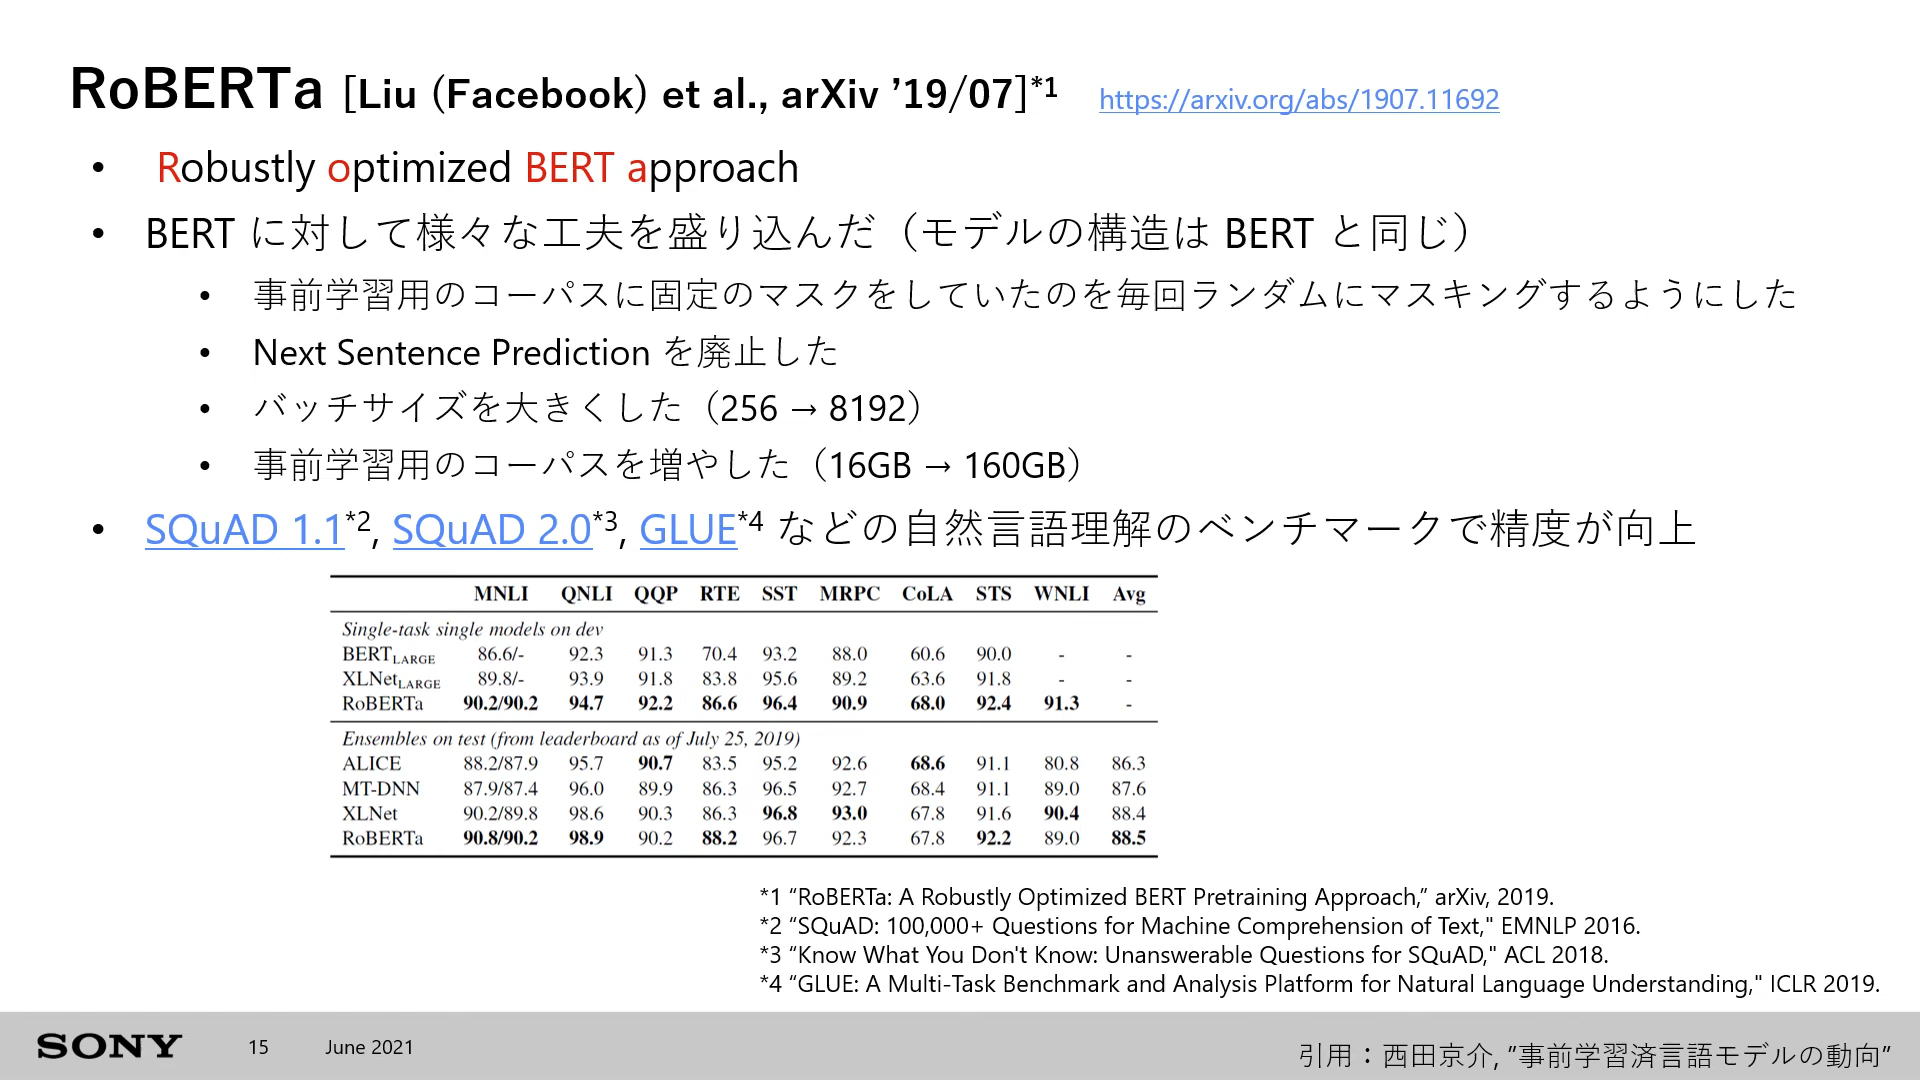 RoBERTa [Liu (Facebook) et al., arXiv ’19/07]*1 https://arxiv.org/abs/1907.11692
• Robustly optimized BERT approach
• BERT に対して様々な工夫を盛り込んだ（モデルの構造は BERT と同じ）
• 事前学習用のコーパスに固定のマスクをしていたのを毎回ランダムにマスキングするようにした
• Next Sentence Prediction を廃止した
• バッチサイズを大きくした（256 → 8192）
• 事前学習用のコーパスを増やした（16GB → 160GB）
• SQuAD 1.1*2, SQuAD 2.0*3, GLUE*4 などの自然言語理解のベンチマークで精度が向上
MNLI QNLI QQP RTE SST MRPC CoLA STS WNLI Avg
Single-task single models on dev
BERTLARGE 86.6/- 92.3 91.3 70.4 93.2 88.0 60.6 90.0 - -
XLNetLARGE 89.8/- 93.9 91.8 83.8 95.6 89.2 63.6 91.8 - -
RoBERTa 90.2/90.2 94.7 92.2 86.6 96.4 90.9 68.0 92.4 91.3 -
Ensembles on test (from leaderboard as of July 25, 2019)
ALICE 88.2/87.9 95.7 90.7 83.5 95.2 92.6 68.6 91.1 80.8 86.3
MT-DNN 87.9/87.4 96.0 89.9 86.3 96.5 92.7 68.4 91.1 89.0 87.6
XLNet 90.2/89.8 98.6 90.3 86.3 96.8 93.0 67.8 91.6 90.4 88.4
RoBERTa 90.8/90.2 98.9 90.2 88.2 96.7 92.3 67.8 92.2 89.0 88.5
*1 “RoBERTa: A Robustly Optimized BERT Pretraining Approach,” arXiv, 2019.
*2 “SQuAD: 100,000+ Questions for Machine Comprehension of Text," EMNLP 2016.
*3 “Know What You Don't Know: Unanswerable Questions for SQuAD," ACL 2018.
*4 “GLUE: A Multi-Task Benchmark and Analysis Platform for Natural Language Understanding," ICLR 2019.
SONY 15 June 2021
引用：西田京介, ”事前学習済言語モデルの動向”